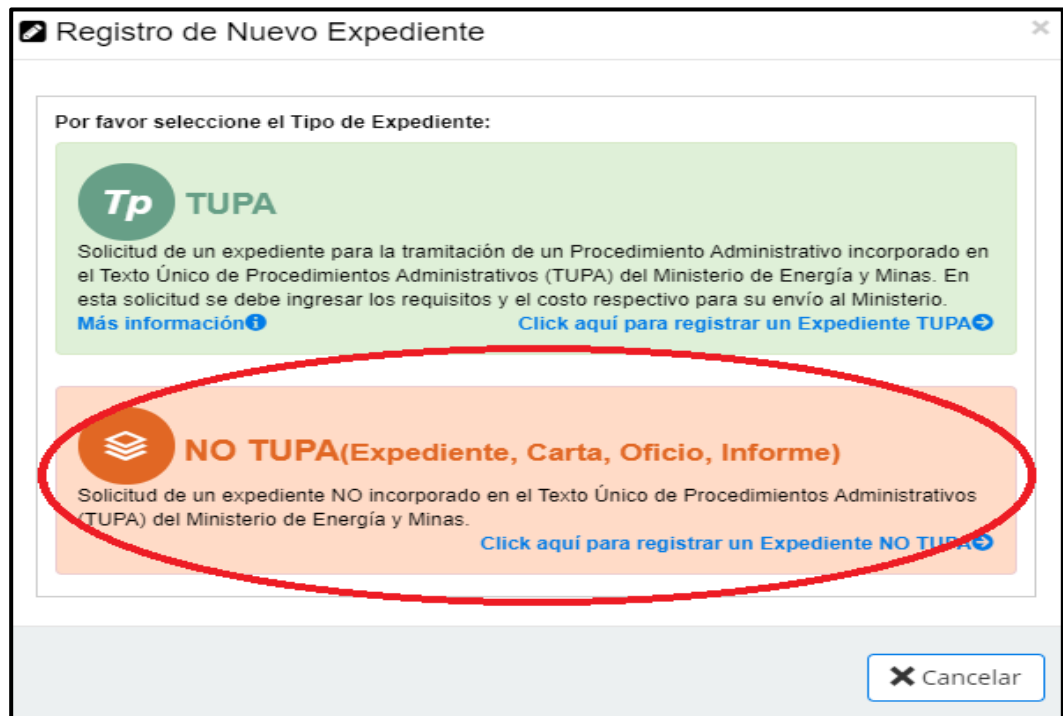 Registro de Nuevo Expediente
×
Por favor seleccione el Tipo de Expediente:
Tp TUPA
Solicitud de un expediente para la tramitación de un Procedimiento Administrativo incorporado en
el Texto Único de Procedimientos Administrativos (TUPA) del Ministerio de Energía y Minas. En
esta solicitud se debe ingresar los requisitos y el costo respectivo para su envío al Ministerio.
Más información Click aquí para registrar un Expediente TUPA
NO TUPA(Expediente, Carta, Oficio, Informe)
Solicitud de un expediente NO incorporado en el Texto Único de Procedimientos Administrativos
(TUPA) del Ministerio de Energía y Minas.
Click aquí para registrar un Expediente NO TUPA
Cancelar